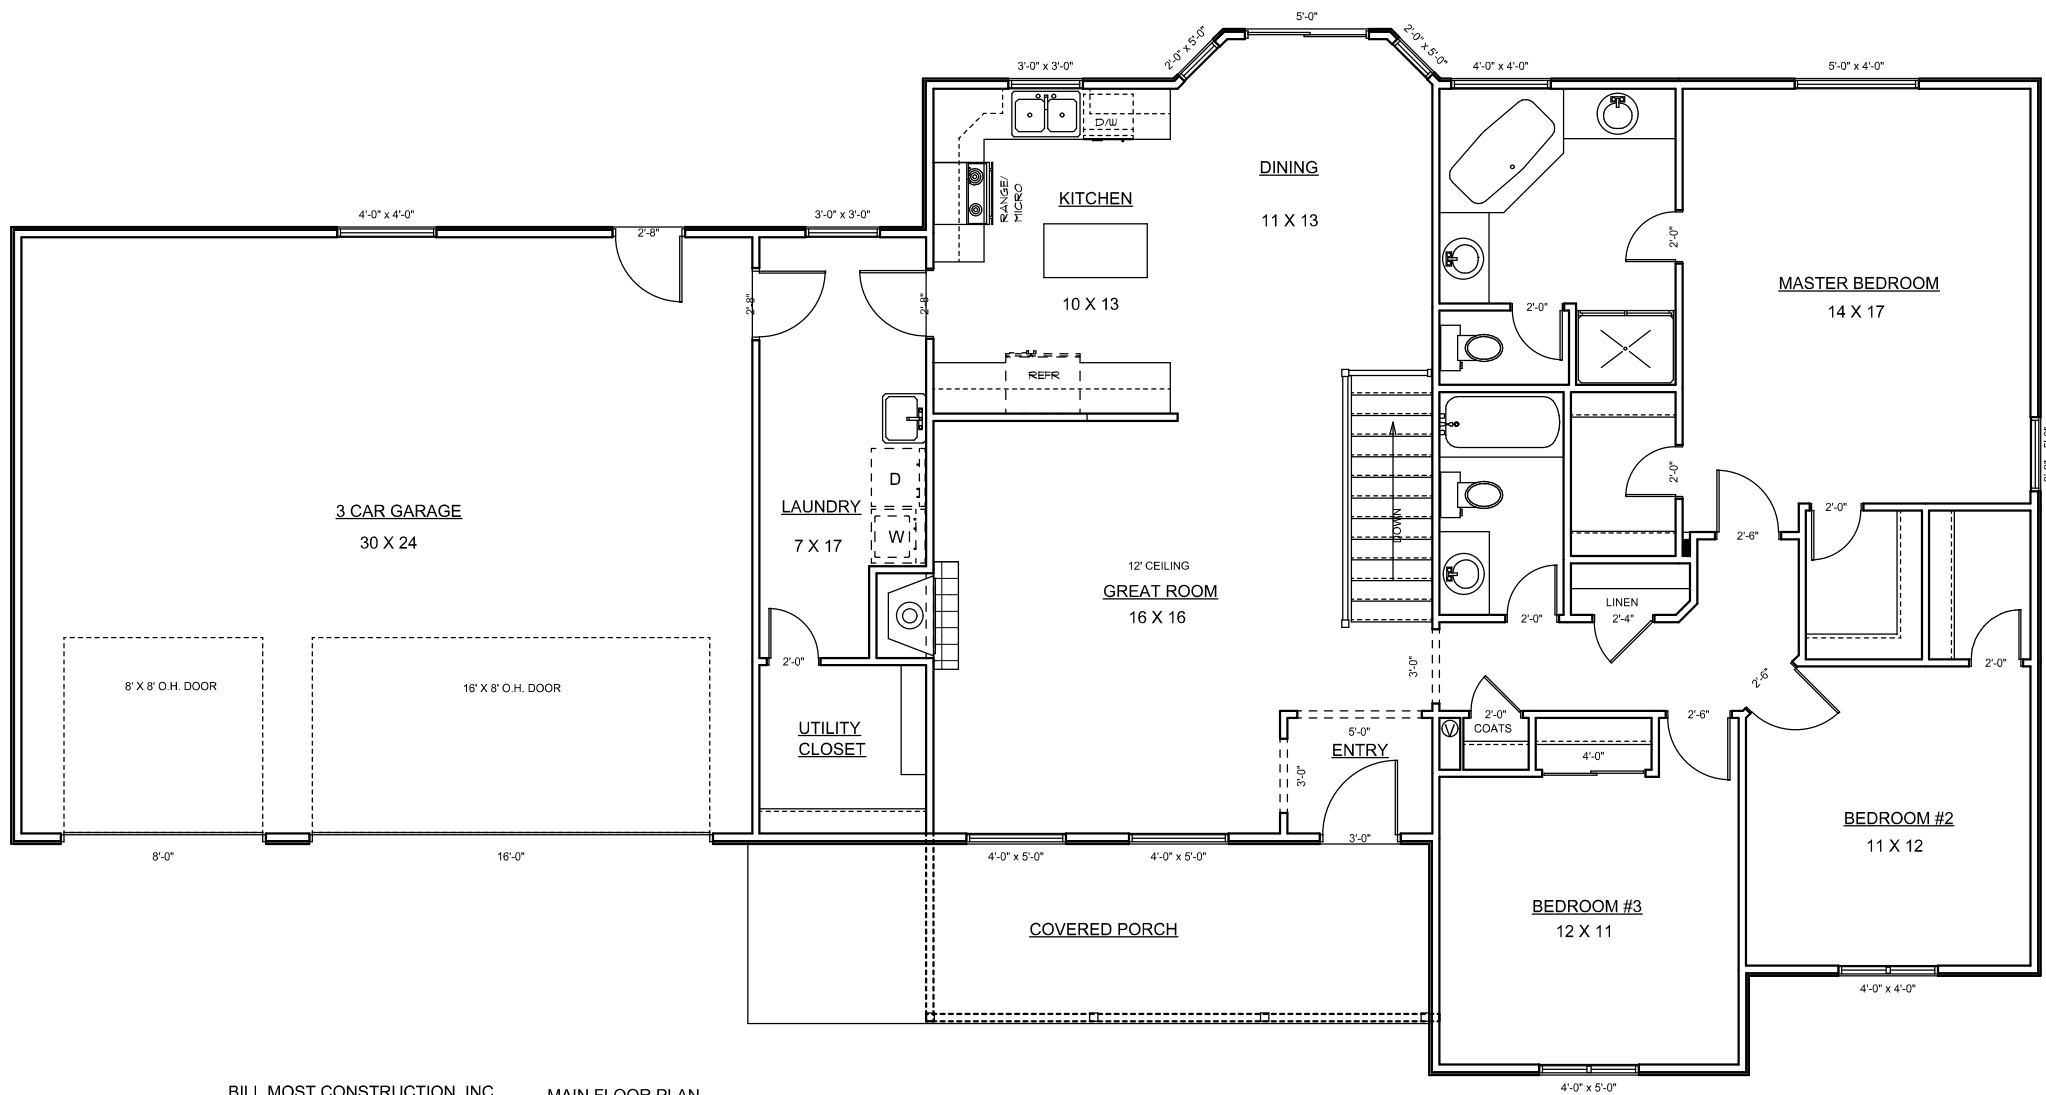 5'-0"
2'-0" x 5'-0"
2'-0" x 5'-0"
3'-0" x 3'-0"
4'-0" x 4'-0"
5'-0" x 4'-0"
D/W
RANGE/
MICRO
KITCHEN
10 X 13
DINING
11 X 13
4'-0" x 4'-0"
2'-8"
3'-0" x 3'-0"
2'-8"
2'-8"
2'-0"
2'-0"
MASTER BEDROOM
14 X 17
REFR
D
W
LAUNDRY
7 X 17
3 CAR GARAGE
30 X 24
DOWN
2'-0"
2'-6"
2'-0"
12' CEILING
GREAT ROOM
16 X 16
LINEN
2'-4"
2'-0"
2'-0"
3'-0"
2'-6"
2'-0"
8' X 8' O.H. DOOR
16' X 8' O.H. DOOR
UTILITY
CLOSET
5'-0"
ENTRY
3'-0"
V
2'-0"
COATS
4'-0"
2'-6"
BEDROOM #2
11 X 12
3'-0"
8'-0"
16'-0"
4'-0" x 5'-0"
4'-0" x 5'-0"
COVERED PORCH
BEDROOM #3
12 X 11
4'-0" x 4'-0"
4'-0" x 5'-0"
BILL MOST CONSTRUCTION, INC
MAIN FLOOR PLAN